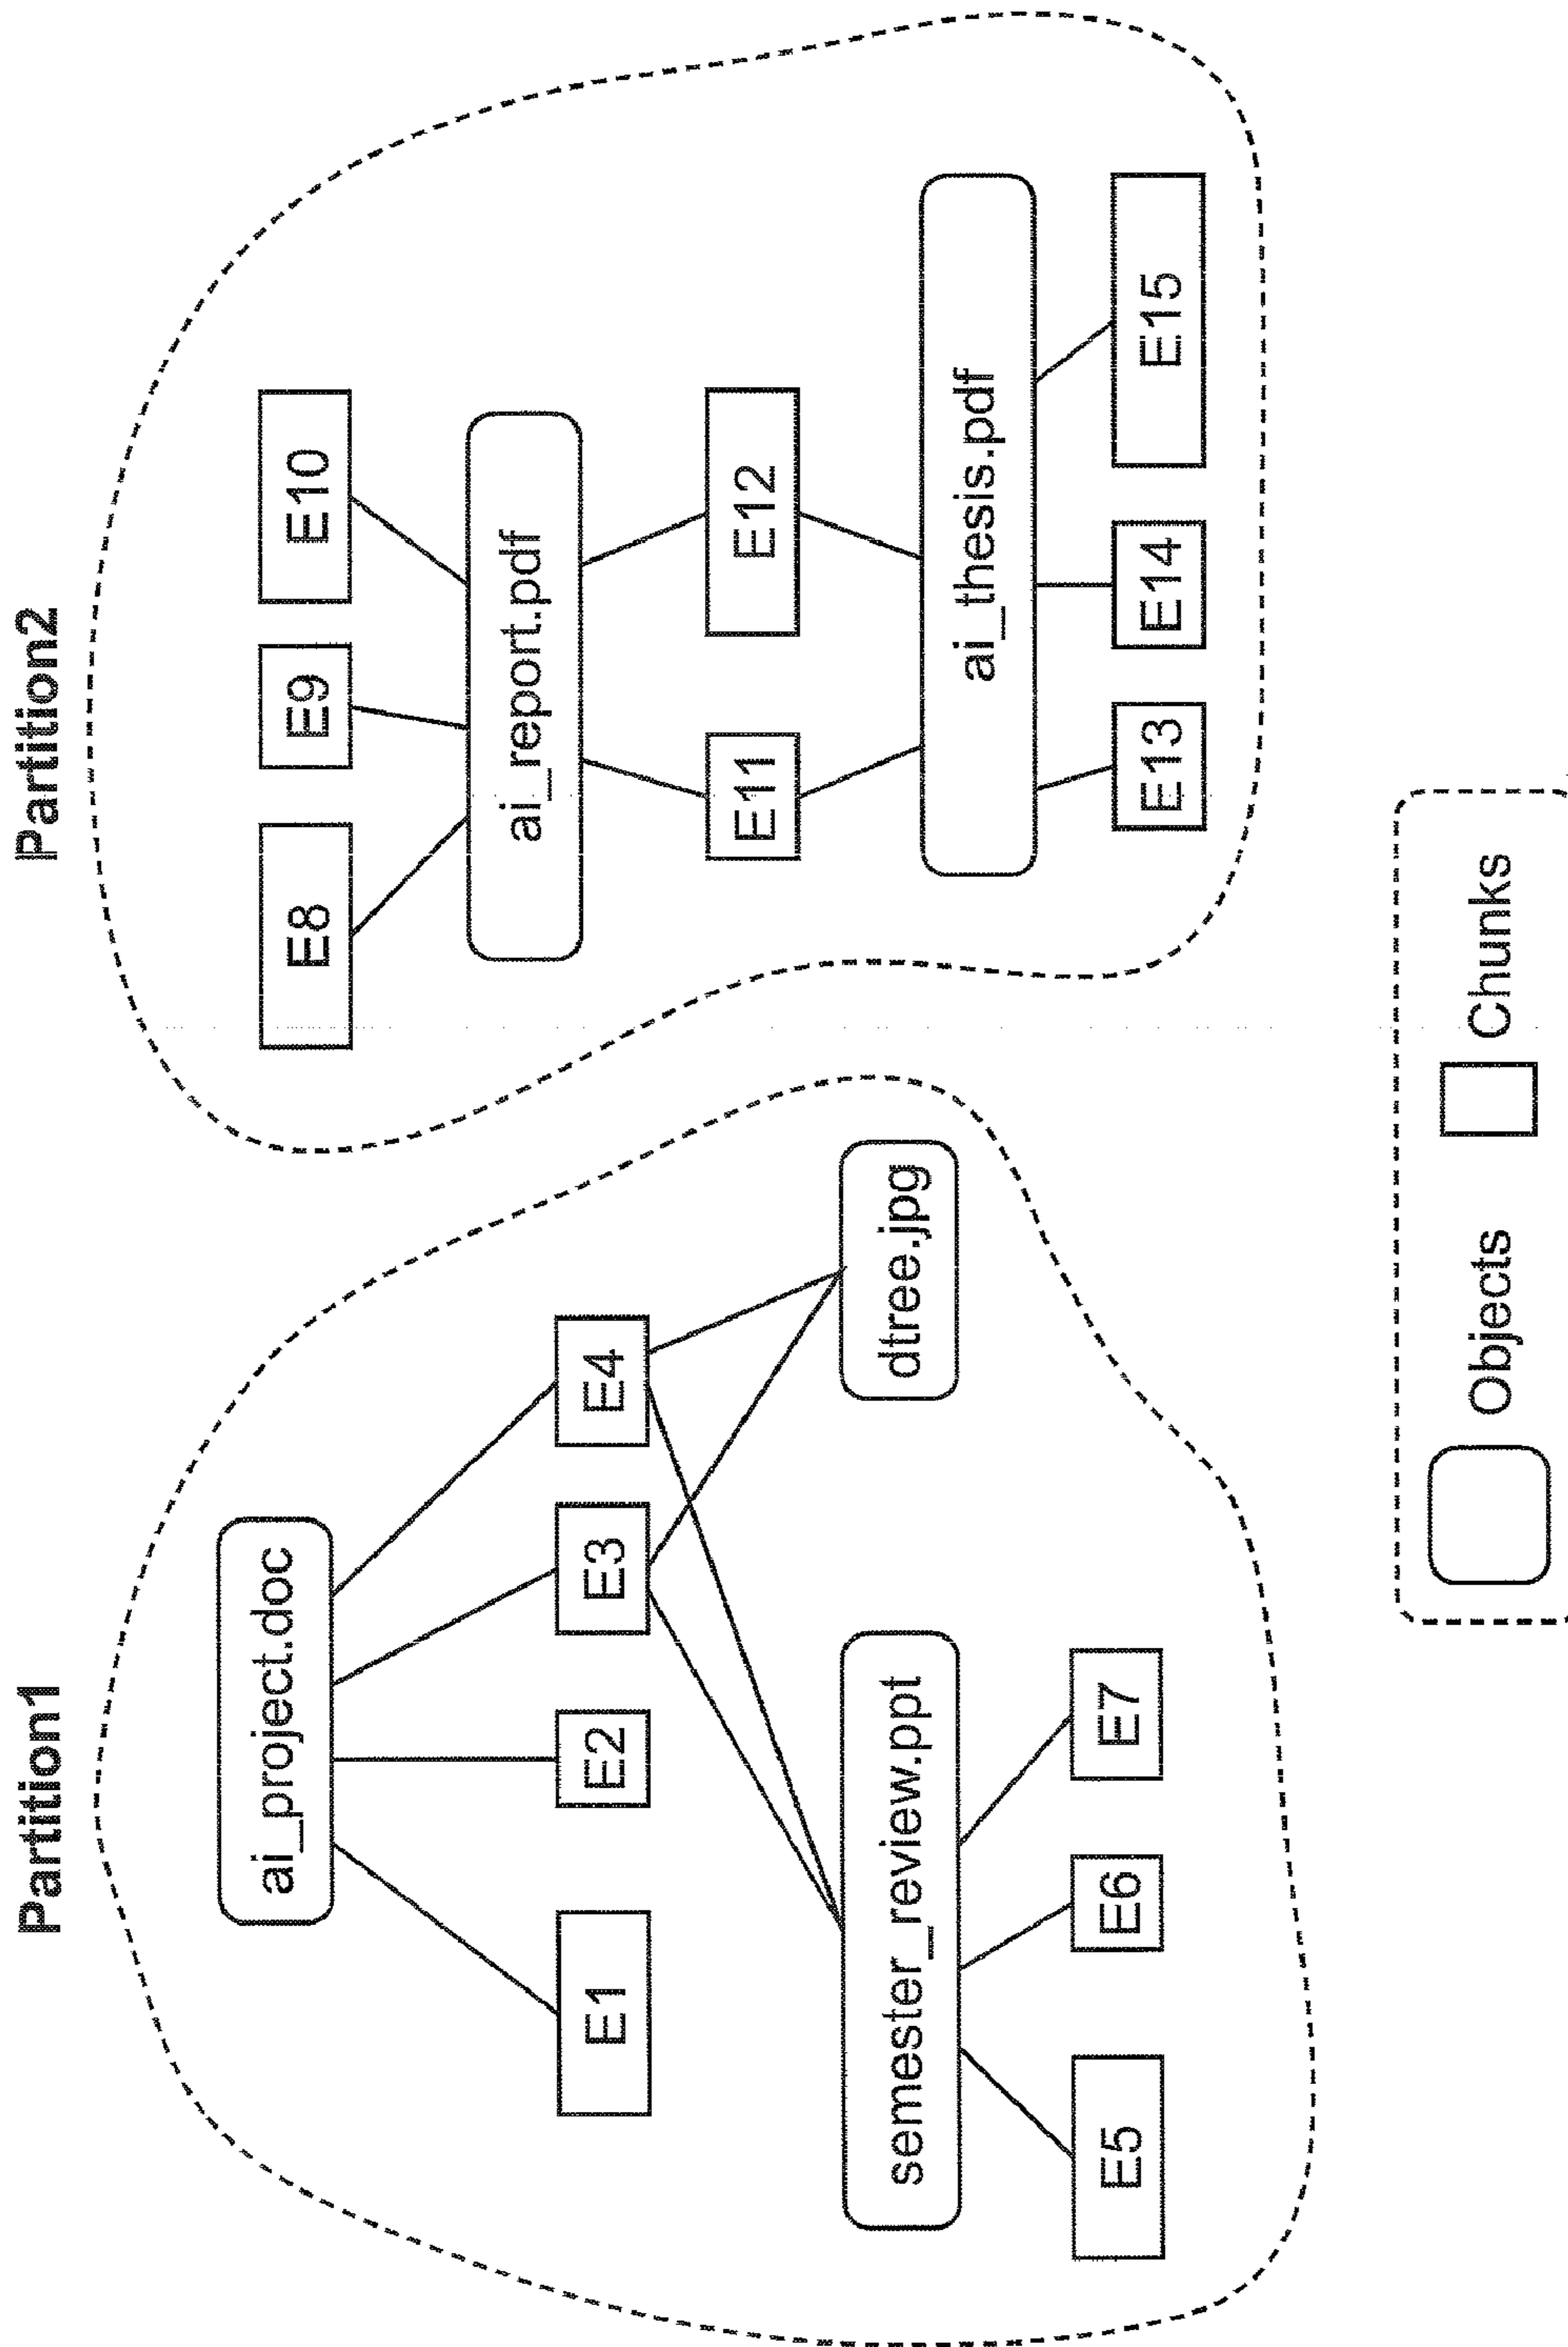 Partition1
Partition2
ai_project.doc
E1
E2
E3
E4
semester_review.ppt
dtree.jpg
E5
E6
E7
E8
E9
E10
ai_report.pdf
E11
E12
ai_thesis.pdf
E13
E14
E15
Objects
Chunks